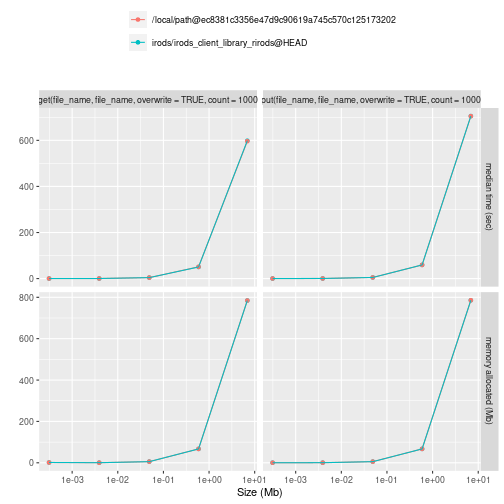 /local/path@ec8381c3356e47d9c90619a745c570c125173202
irods/irods_client_library_rirods@HEAD
get(file_name, file_name, overwrite = TRUE, count = 1000
out(file_name, file_name, overwrite = TRUE, count = 1000
600
400
200
0
median time (sec)
800
600
400
200
0
memory allocated (Mb)
1e-03 1e-02 1e-01 1e+00 1e+01 1e-03 1e-02 1e-01 1e+00 1e+01
Size (Mb)